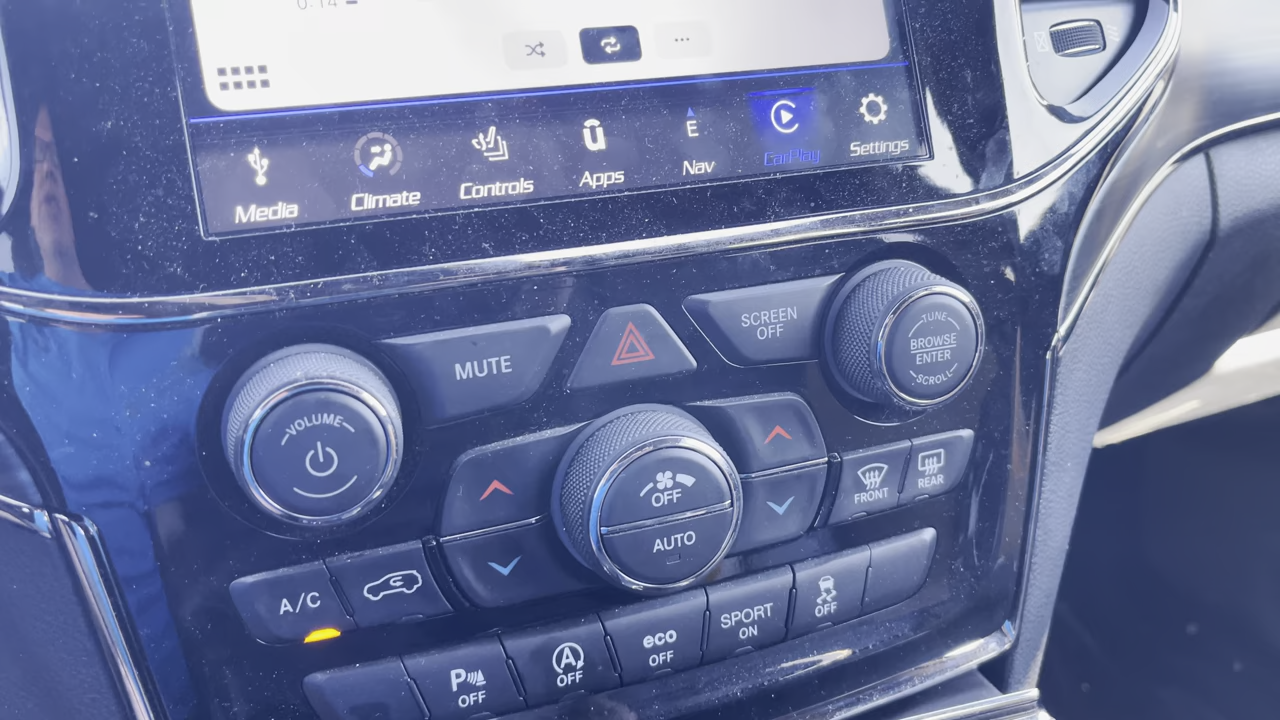 0:14
Media
Climate
Controls
Apps
E
Nav
CarPlay
Settings
MUTE
SCREEN
OFF
TUNE
BROWSE
ENTER
SCROLL
VOLUME
OFF
AUTO
FRONT
REAR
A/C
P
OFF
A
OFF
eco
OFF
SPORT
ON
OFF